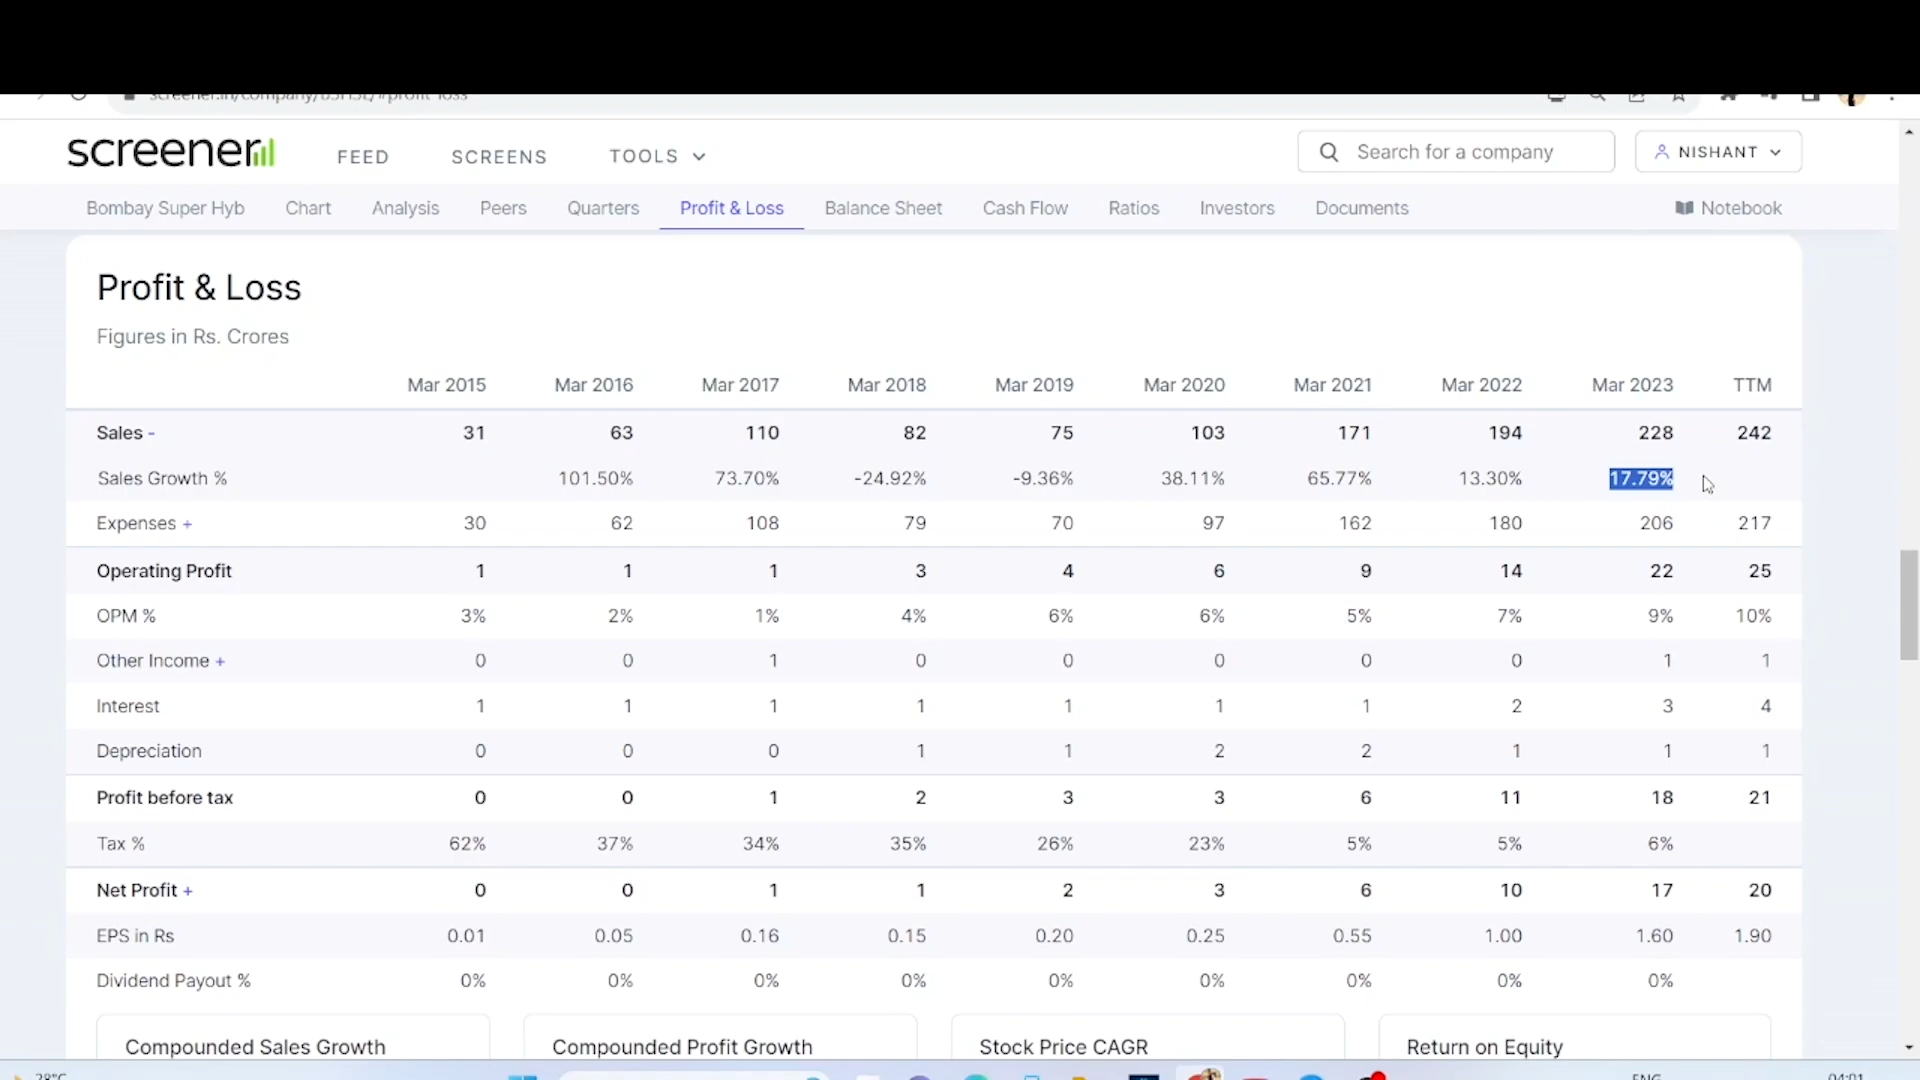 screener.in/company/BSHSL/#profit-loss
screener FEED SCREENS TOOLS Search for a company NISHANT
Bombay Super Hyb Chart Analysis Peers Quarters Profit & Loss Balance Sheet Cash Flow Ratios Investors Documents Notebook
Profit & Loss
Figures in Rs. Crores
Mar 2015 Mar 2016 Mar 2017 Mar 2018 Mar 2019 Mar 2020 Mar 2021 Mar 2022 Mar 2023 TTM
Sales - 31 63 110 82 75 103 171 194 228 242
Sales Growth % 101.50% 73.70% -24.92% -9.36% 38.11% 65.77% 13.30% 17.79%
Expenses + 30 62 108 79 70 97 162 180 206 217
Operating Profit 1 1 1 3 4 6 9 14 22 25
OPM % 3% 2% 1% 4% 6% 6% 5% 7% 9% 10%
Other Income + 0 0 1 0 0 0 0 0 1 1
Interest 1 1 1 1 1 1 1 2 3 4
Depreciation 0 0 0 1 1 2 2 1 1 1
Profit before tax 0 0 1 2 3 3 6 11 18 21
Tax % 62% 37% 34% 35% 26% 23% 5% 5% 6%
Net Profit + 0 0 1 1 2 3 6 10 17 20
EPS in Rs 0.01 0.05 0.16 0.15 0.20 0.25 0.55 1.00 1.60 1.90
Dividend Payout % 0% 0% 0% 0% 0% 0% 0% 0% 0%
Compounded Sales Growth Compounded Profit Growth Stock Price CAGR Return on Equity
28°C ENG 04:01